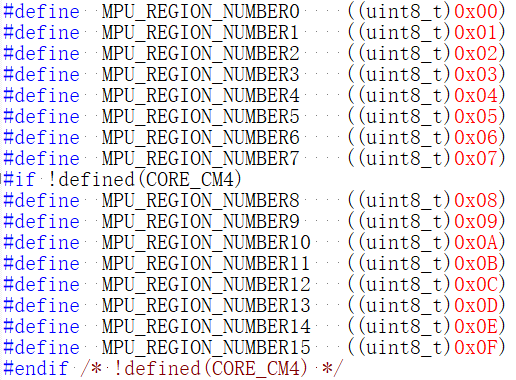 #define  MPU_REGION_NUMBER0    ((uint8_t)0x00)
#define  MPU_REGION_NUMBER1    ((uint8_t)0x01)
#define  MPU_REGION_NUMBER2    ((uint8_t)0x02)
#define  MPU_REGION_NUMBER3    ((uint8_t)0x03)
#define  MPU_REGION_NUMBER4    ((uint8_t)0x04)
#define  MPU_REGION_NUMBER5    ((uint8_t)0x05)
#define  MPU_REGION_NUMBER6    ((uint8_t)0x06)
#define  MPU_REGION_NUMBER7    ((uint8_t)0x07)
#if !defined(CORE_CM4)
#define  MPU_REGION_NUMBER8    ((uint8_t)0x08)
#define  MPU_REGION_NUMBER9    ((uint8_t)0x09)
#define  MPU_REGION_NUMBER10   ((uint8_t)0x0A)
#define  MPU_REGION_NUMBER11   ((uint8_t)0x0B)
#define  MPU_REGION_NUMBER12   ((uint8_t)0x0C)
#define  MPU_REGION_NUMBER13   ((uint8_t)0x0D)
#define  MPU_REGION_NUMBER14   ((uint8_t)0x0E)
#define  MPU_REGION_NUMBER15   ((uint8_t)0x0F)
#endif /* !defined(CORE_CM4) */